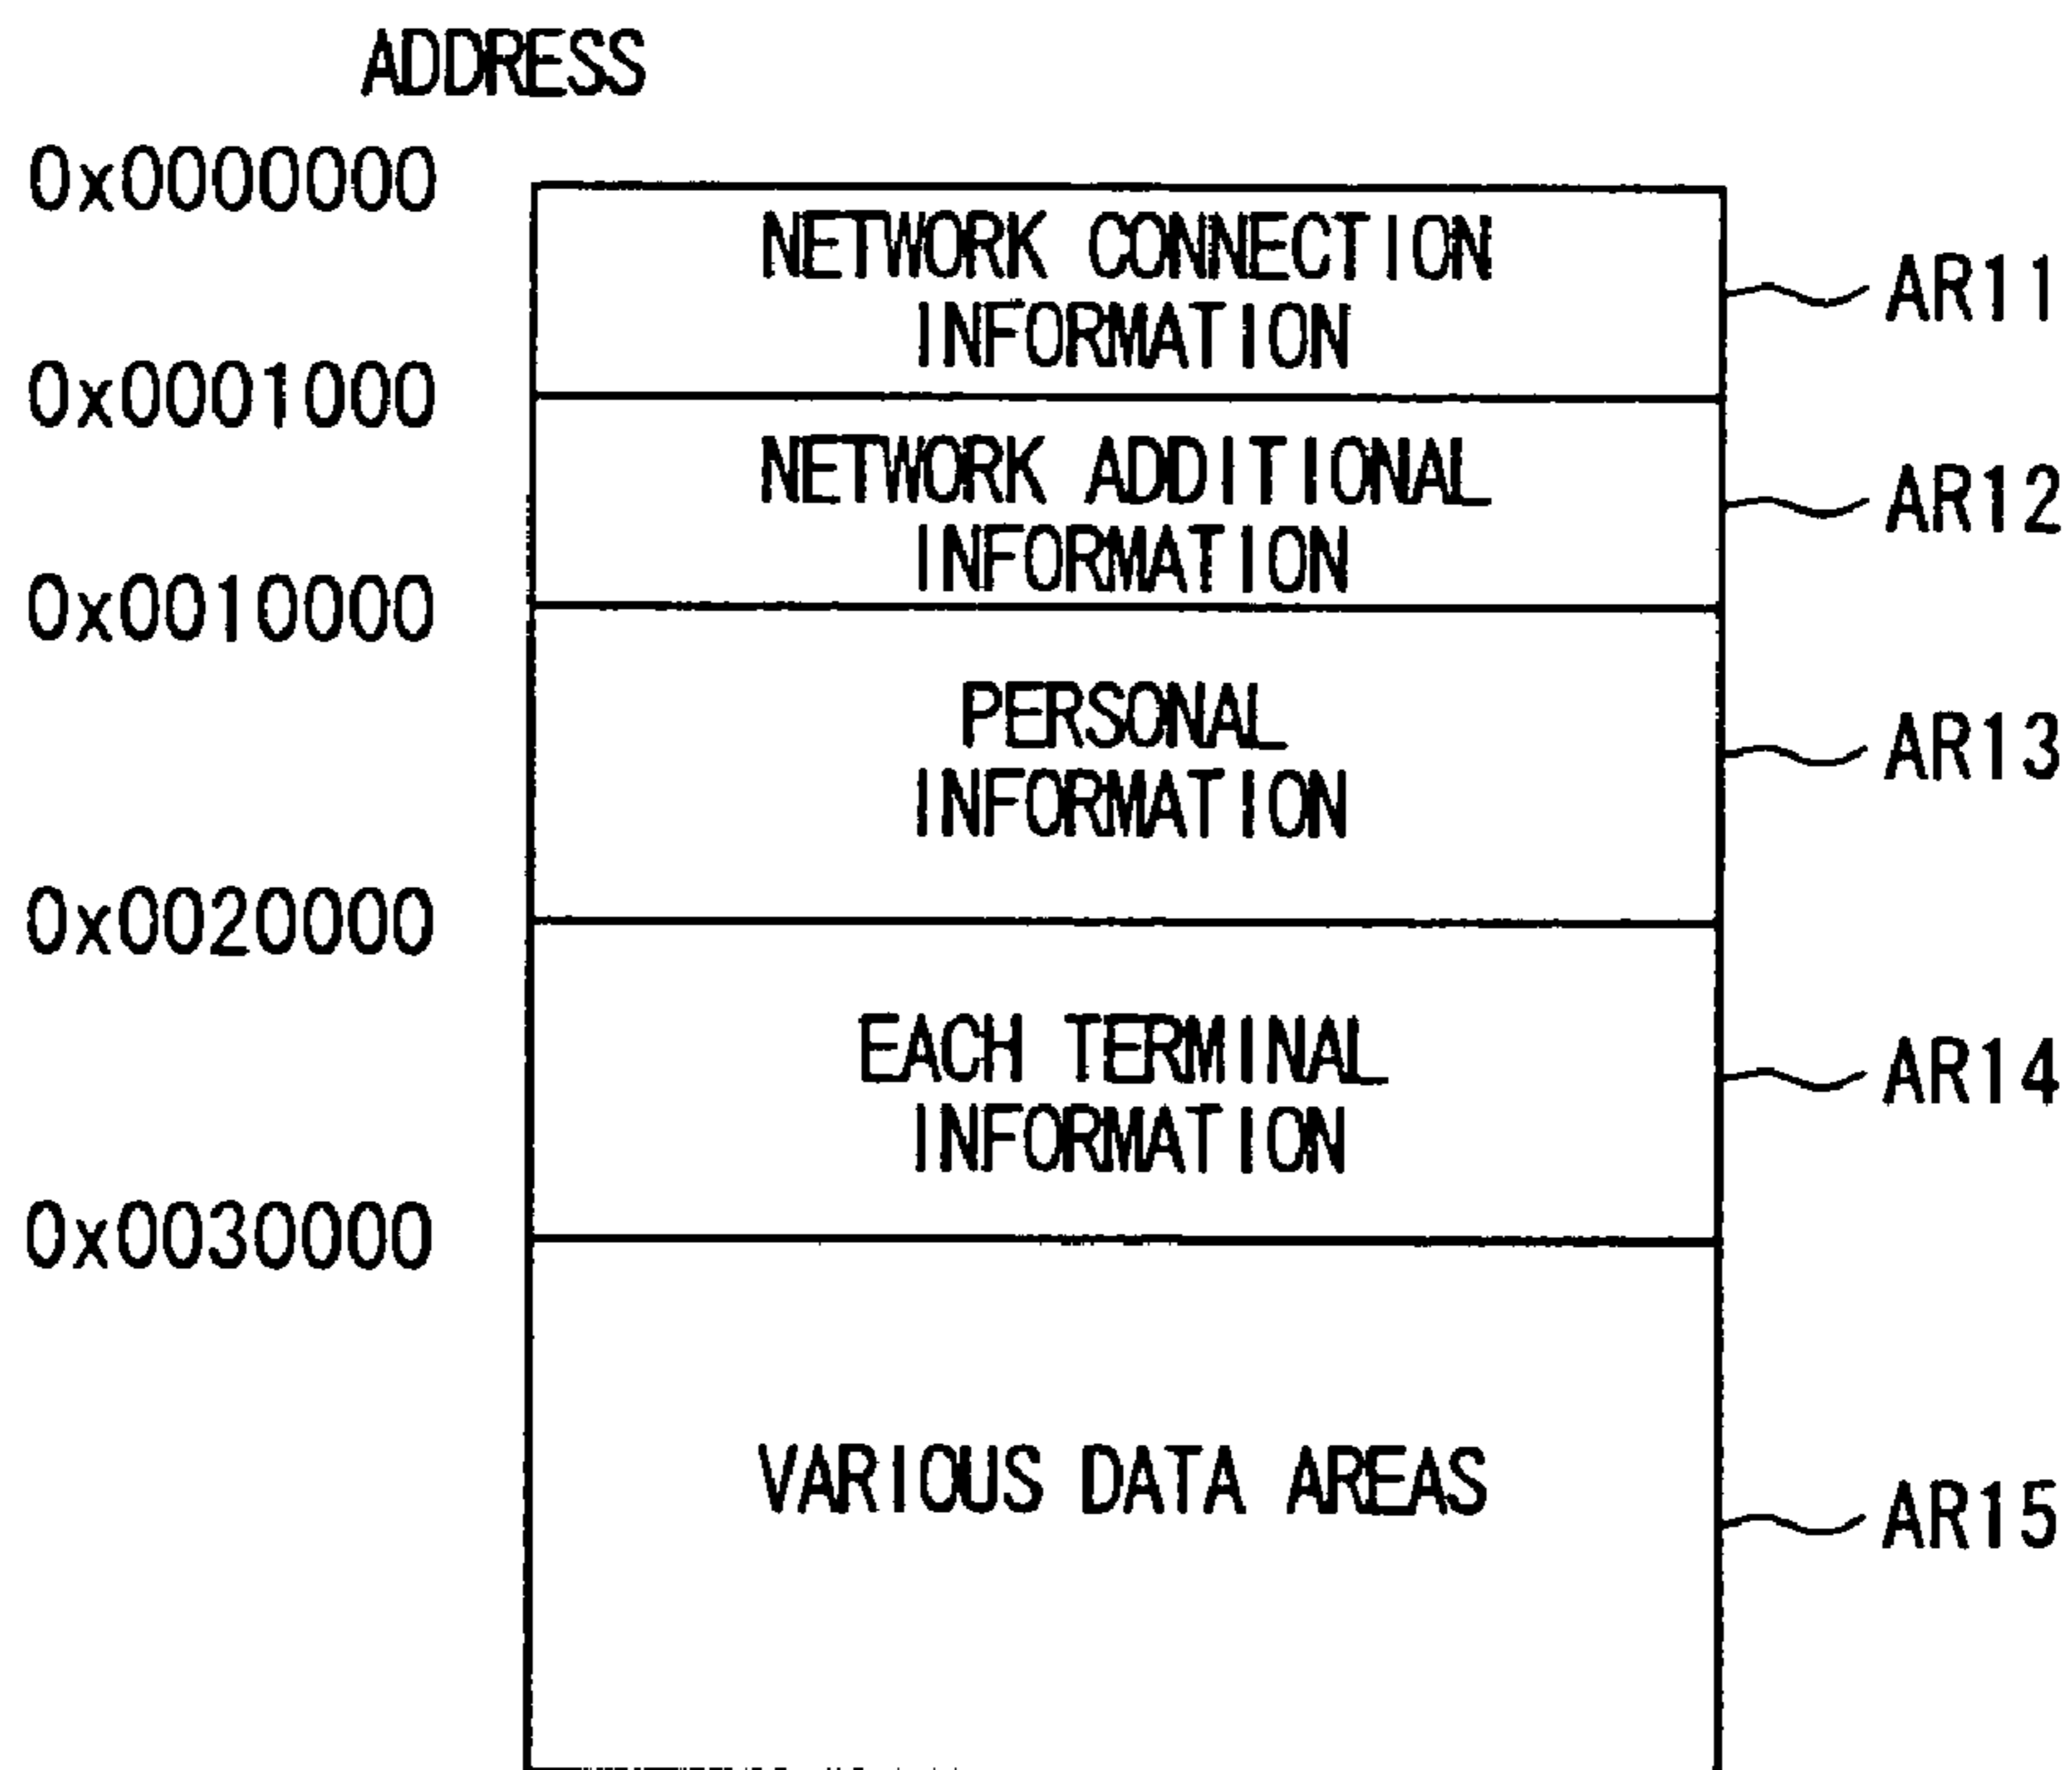 ADDRESS
0x0000000
NETWORK CONNECTION
INFORMATION
AR11
0x0001000
NETWORK ADDITIONAL
INFORMATION
AR12
0x0010000
PERSONAL
INFORMATION
AR13
0x0020000
EACH TERMINAL
INFORMATION
AR14
0x0030000
VARIOUS DATA AREAS
AR15